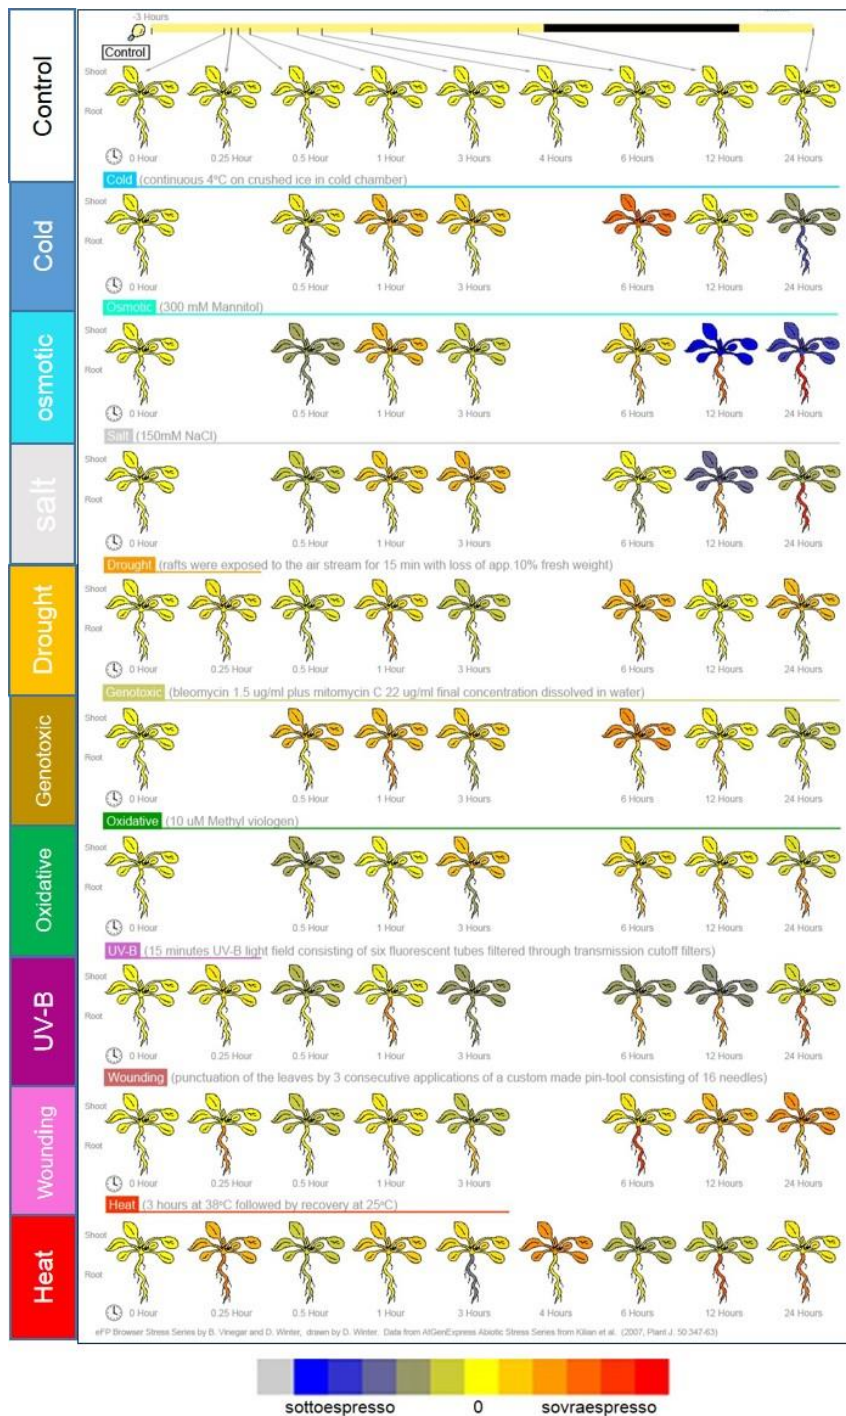 -3 Hours
Control
Control
Shoot
Root
0 Hour 0.25 Hour 0.5 Hour 1 Hour 3 Hours 4 Hours 6 Hours 12 Hours 24 Hours
Cold (continuous 4ºC on crushed ice in cold chamber)
Cold
Shoot
Root
0 Hour 0.5 Hour 1 Hour 3 Hours 6 Hours 12 Hours 24 Hours
Osmotic (300 mM Mannitol)
osmotic
Shoot
Root
0 Hour 0.5 Hour 1 Hour 3 Hours 6 Hours 12 Hours 24 Hours
Salt (150mM NaCl)
salt
Shoot
Root
0 Hour 0.5 Hour 1 Hour 3 Hours 6 Hours 12 Hours 24 Hours
Drought (rafts were exposed to the air stream for 15 min with loss of app.10% fresh weight)
Drought
Shoot
Root
0 Hour 0.25 Hour 0.5 Hour 1 Hour 3 Hours 6 Hours 12 Hours 24 Hours
Genotoxic (bleomycin 1.5 ug/ml plus mitomycin C 22 ug/ml final concentration dissolved in water)
Genotoxic
Shoot
Root
0 Hour 0.5 Hour 1 Hour 3 Hours 6 Hours 12 Hours 24 Hours
Oxidative (10 uM Methyl viologen)
Oxidative
Shoot
Root
0 Hour 0.5 Hour 1 Hour 3 Hours 6 Hours 12 Hours 24 Hours
UV-B (15 minutes UV-B light field consisting of six fluorescent tubes filtered through transmission cutoff filters)
UV-B
Shoot
Root
0 Hour 0.25 Hour 0.5 Hour 1 Hour 3 Hours 6 Hours 12 Hours 24 Hours
Wounding (punctuation of the leaves by 3 consecutive applications of a custom made pin-tool consisting of 16 needles)
Wounding
Shoot
Root
0 Hour 0.25 Hour 0.5 Hour 1 Hour 3 Hours 6 Hours 12 Hours 24 Hours
Heat (3 hours at 38ºC followed by recovery at 25ºC)
Heat
Shoot
Root
0 Hour 0.25 Hour 0.5 Hour 1 Hour 3 Hours 4 Hours 6 Hours 12 Hours 24 Hours
eFP Browser Stress Series by B. Vinegar and D. Winter, drawn by D. Winter. Data from AtGenExpress Abiotic Stress Series from Kilian et al. (2007, Plant J. 50:347-63)
sottoespresso 0 sovraespresso